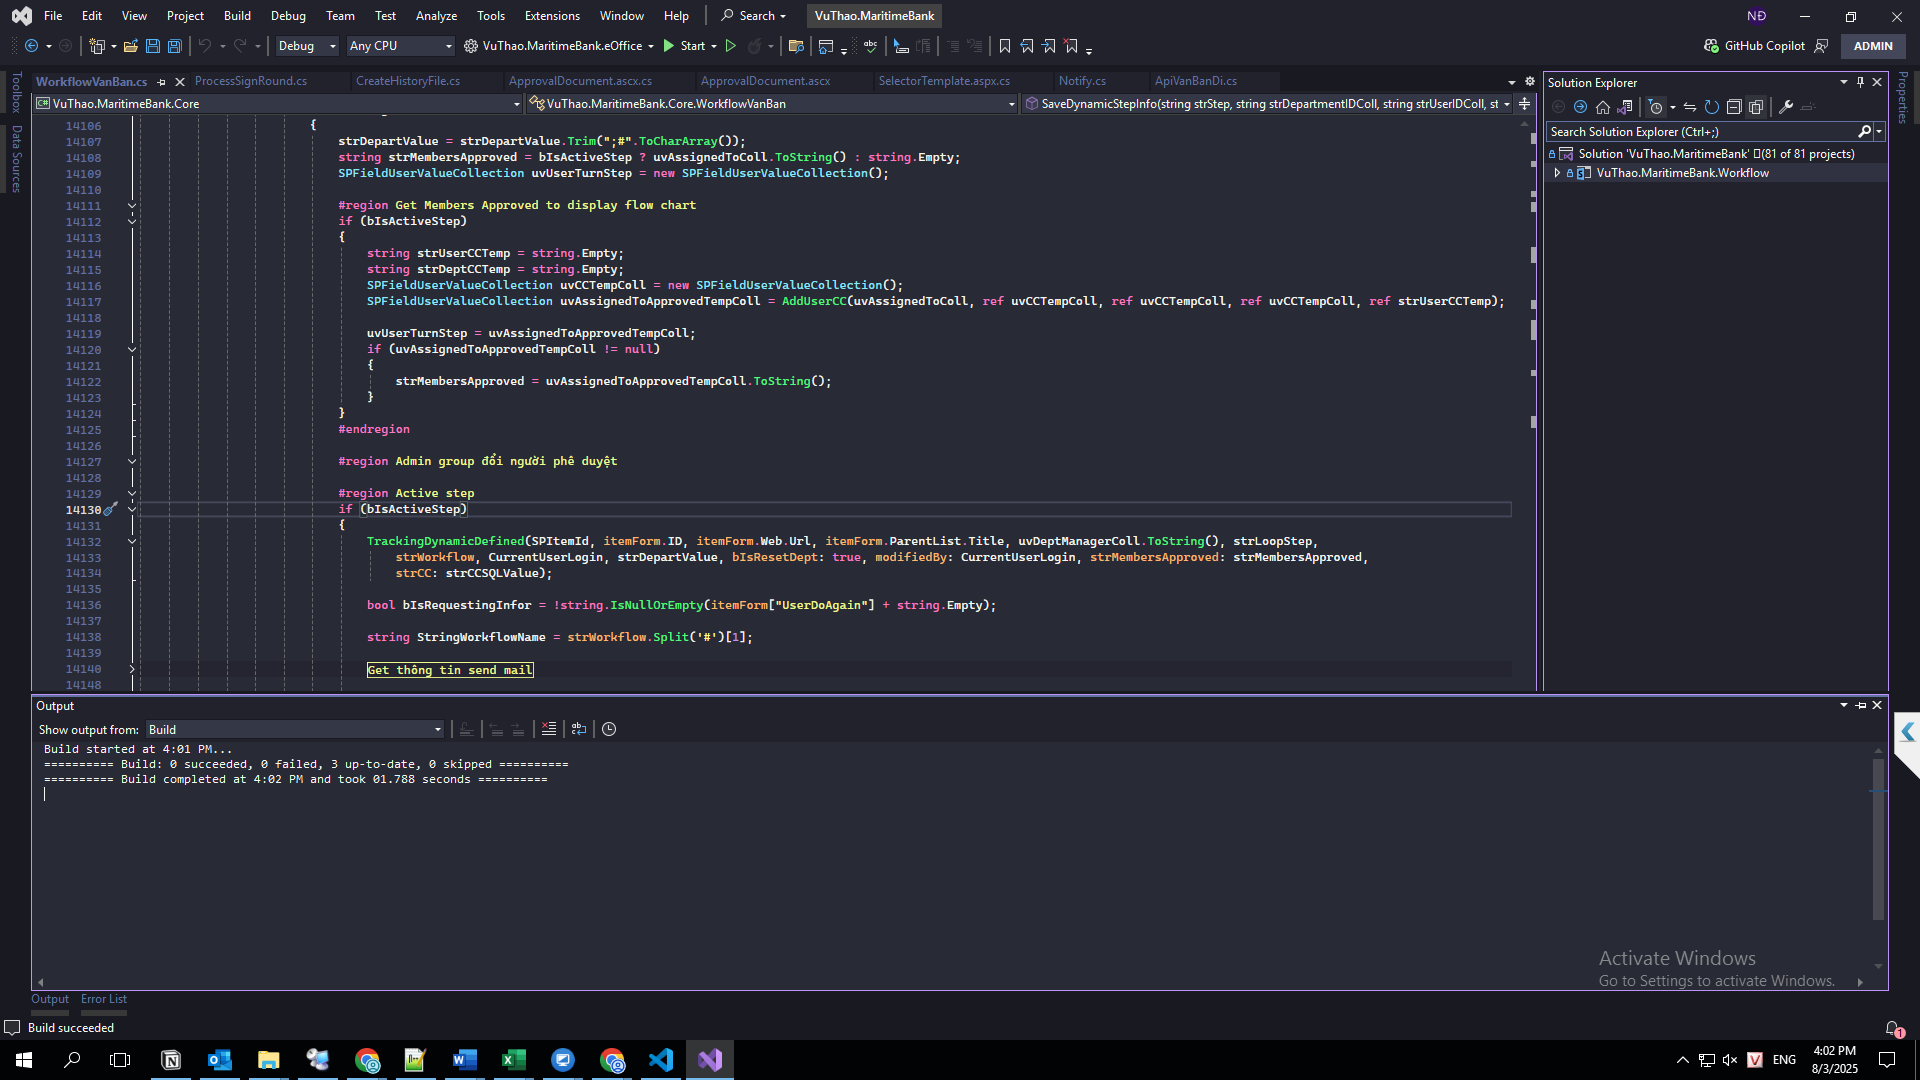 File Edit View Project Build Debug Team Test Analyze Tools Extensions Window Help Search VuThao.MaritimeBank NĐ
Debug Any CPU VuThao.MaritimeBank.eOffice Start GitHub Copilot ADMIN
WorkflowVanBan.cs ProcessSignRound.cs CreateHistoryFile.cs ApprovalDocument.ascx.cs ApprovalDocument.ascx SelectorTemplate.aspx.cs Notify.cs ApiVanBanDi.cs
VuThao.MaritimeBank.Core VuThao.MaritimeBank.Core.WorkflowVanBan SaveDynamicStepInfo(string strStep, string strDepartmentIDColl, string strUserIDColl, st
Toolbox
Data Sources
14106 {
14107 strDepartValue = strDepartValue.Trim(";#".ToCharArray());
14108 string strMembersApproved = bIsActiveStep ? uvAssignedToColl.ToString() : string.Empty;
14109 SPFieldUserValueCollection uvUserTurnStep = new SPFieldUserValueCollection();
14110
14111 #region Get Members Approved to display flow chart
14112 if (bIsActiveStep)
14113 {
14114 string strUserCCTemp = string.Empty;
14115 string strDeptCCTemp = string.Empty;
14116 SPFieldUserValueCollection uvCCTempColl = new SPFieldUserValueCollection();
14117 SPFieldUserValueCollection uvAssignedToApprovedTempColl = AddUserCC(uvAssignedToColl, ref uvCCTempColl, ref uvCCTempColl, ref uvCCTempColl, ref strUserCCTemp);
14118
14119 uvUserTurnStep = uvAssignedToApprovedTempColl;
14120 if (uvAssignedToApprovedTempColl != null)
14121 {
14122 strMembersApproved = uvAssignedToApprovedTempColl.ToString();
14123 }
14124 }
14125 #endregion
14126
14127 #region Admin group đổi người phê duyệt
14128
14129 #region Active step
14130 if (bIsActiveStep)
14131 {
14132 TrackingDynamicDefined(SPItemId, itemForm.ID, itemForm.Web.Url, itemForm.ParentList.Title, uvDeptManagerColl.ToString(), strLoopStep,
14133 strWorkflow, CurrentUserLogin, strDepartValue, bIsResetDept: true, modifiedBy: CurrentUserLogin, strMembersApproved: strMembersApproved,
14134 strCC: strCCSQLValue);
14135
14136 bool bIsRequestingInfor = !string.IsNullOrEmpty(itemForm["UserDoAgain"] + string.Empty);
14137
14138 string StringWorkflowName = strWorkflow.Split('#')[1];
14139
14140 Get thông tin send mail
14148
Solution Explorer
Search Solution Explorer (Ctrl+;)
Solution 'VuThao.MaritimeBank' (81 of 81 projects)
VuThao.MaritimeBank.Workflow
Properties
Output
Show output from: Build
Build started at 4:01 PM...
========== Build: 0 succeeded, 0 failed, 3 up-to-date, 0 skipped ==========
========== Build completed at 4:02 PM and took 01.788 seconds ==========
Activate Windows
Go to Settings to activate Windows.
Output Error List
Build succeeded
1
ENG
4:02 PM
8/3/2025